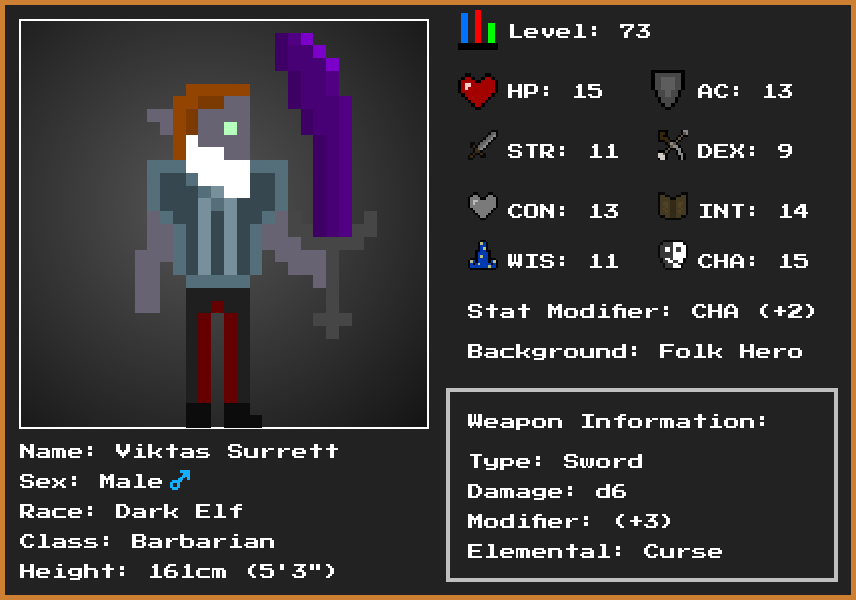 Level: 73
HP: 15 AC: 13
STR: 11 DEX: 9
CON: 13 INT: 14
WIS: 11 CHA: 15
Stat Modifier: CHA (+2)
Background: Folk Hero
Weapon Information:
Type: Sword
Damage: d6
Modifier: (+3)
Elemental: Curse
Name: Viktas Surrett
Sex: Male ♂
Race: Dark Elf
Class: Barbarian
Height: 161cm (5'3")